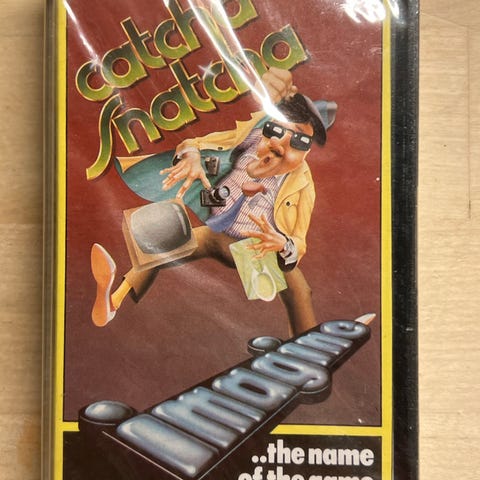 catcha
Snatcha
imagine
..the name
of the game